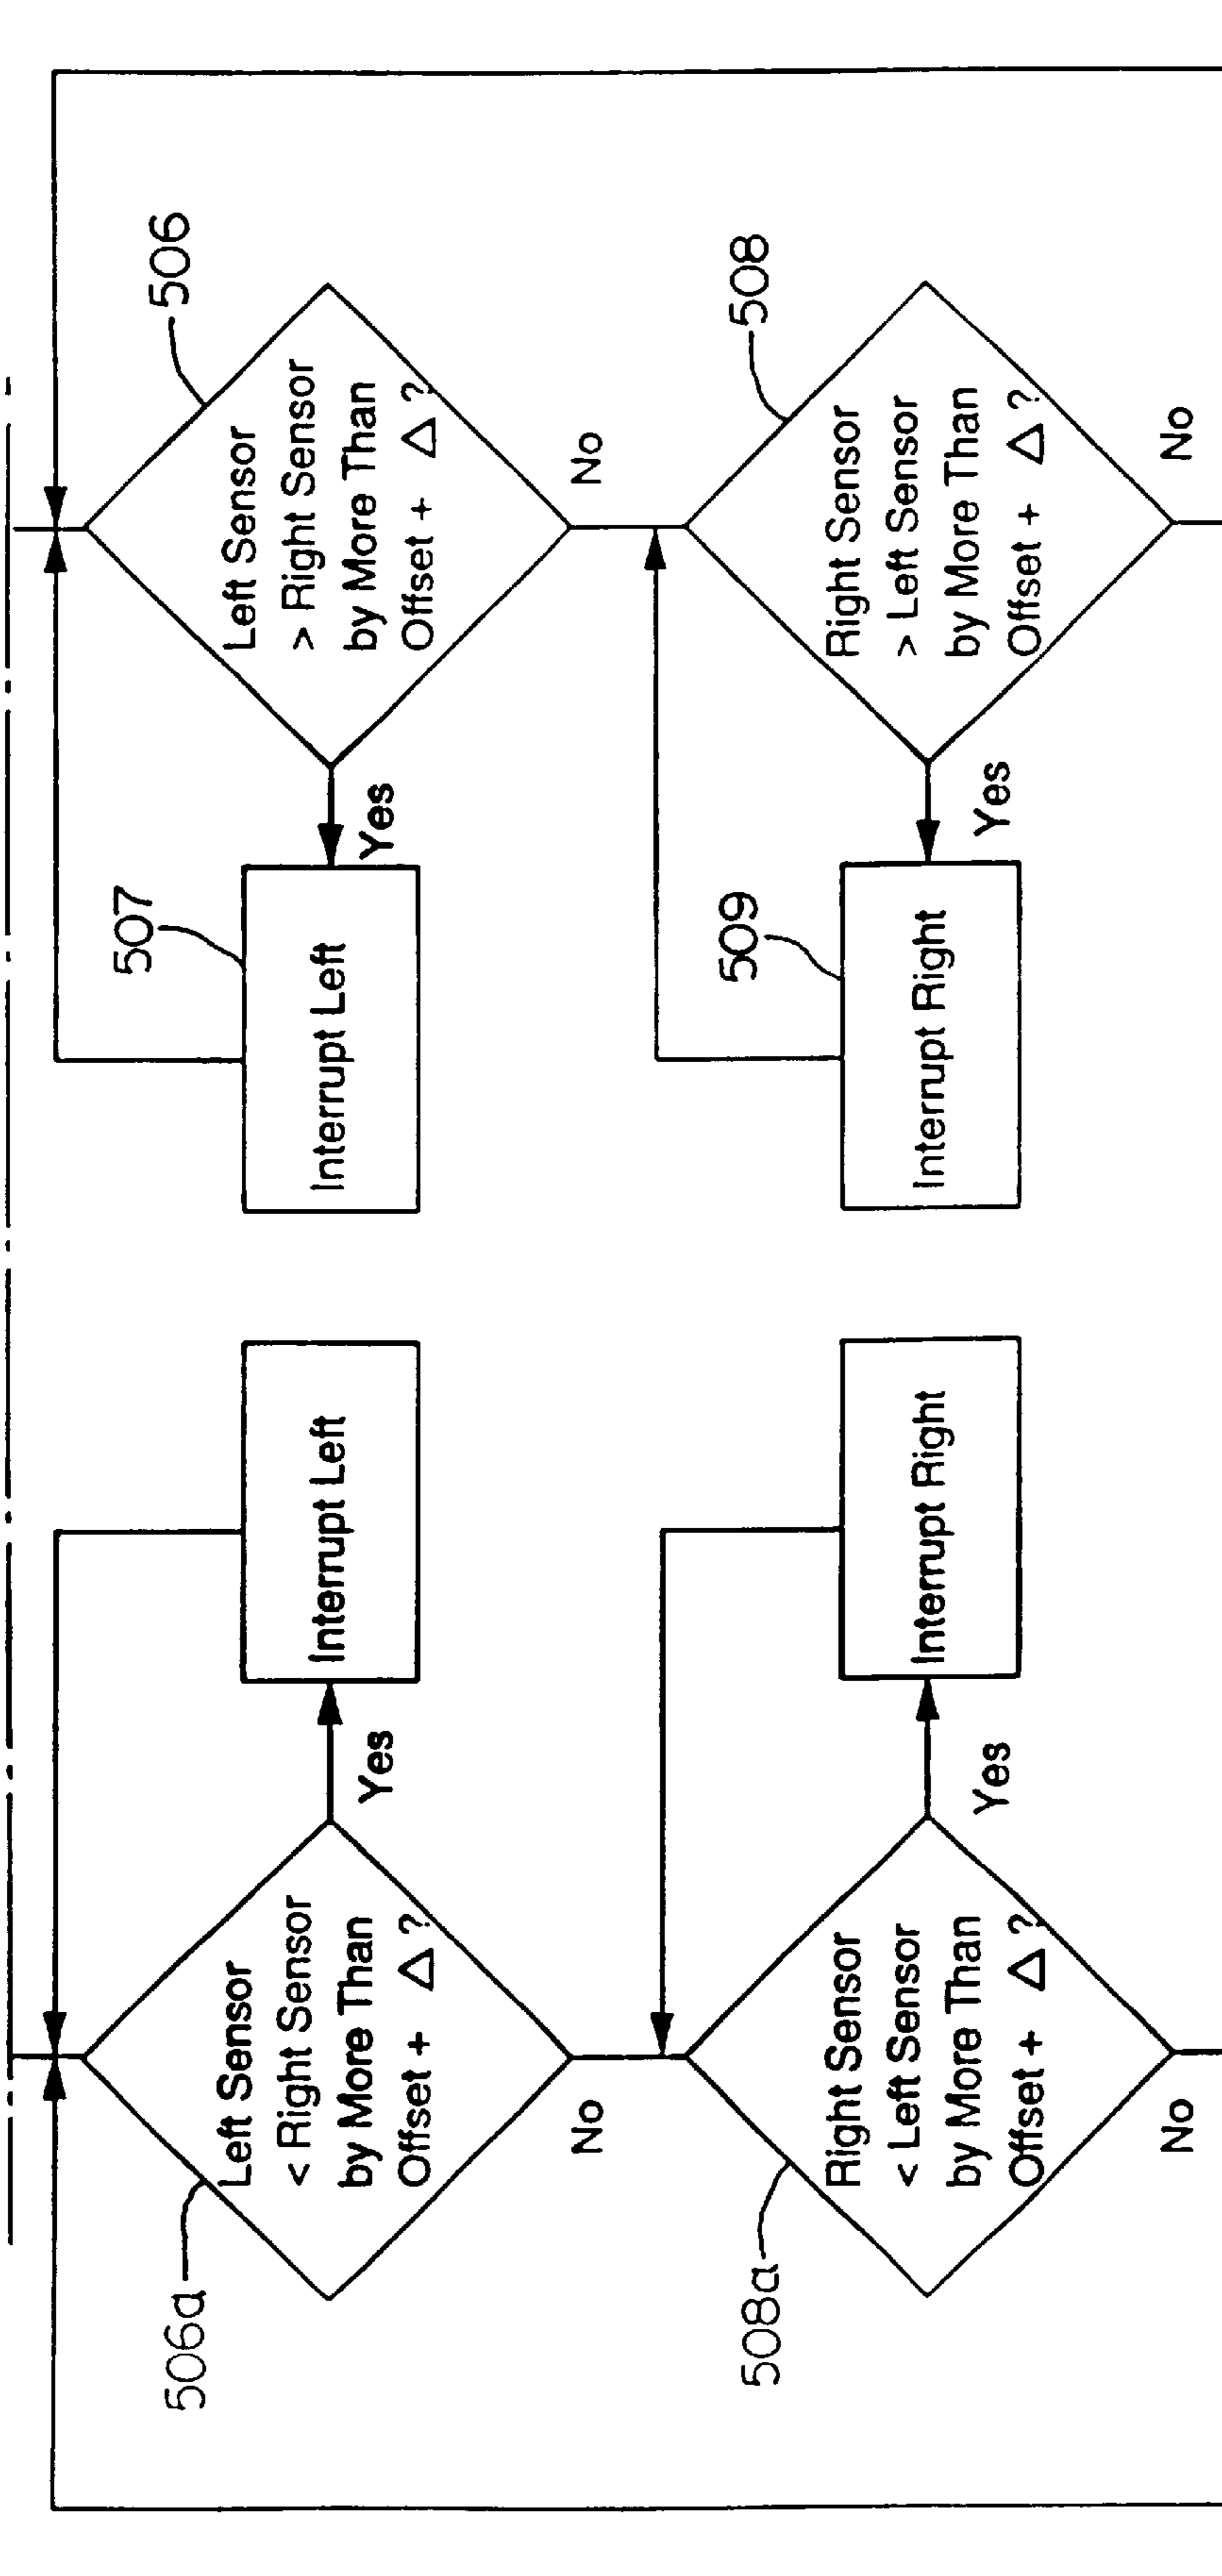 506a
Left Sensor
< Right Sensor
by More Than
Offset + Δ ?
Yes
Interrupt Left
No
507
Interrupt Left
Yes
506
Left Sensor
> Right Sensor
by More Than
Offset + Δ ?
No
508a
Right Sensor
< Left Sensor
by More Than
Offset + Δ ?
Yes
Interrupt Right
No
509
Interrupt Right
Yes
508
Right Sensor
> Left Sensor
by More Than
Offset + Δ ?
No